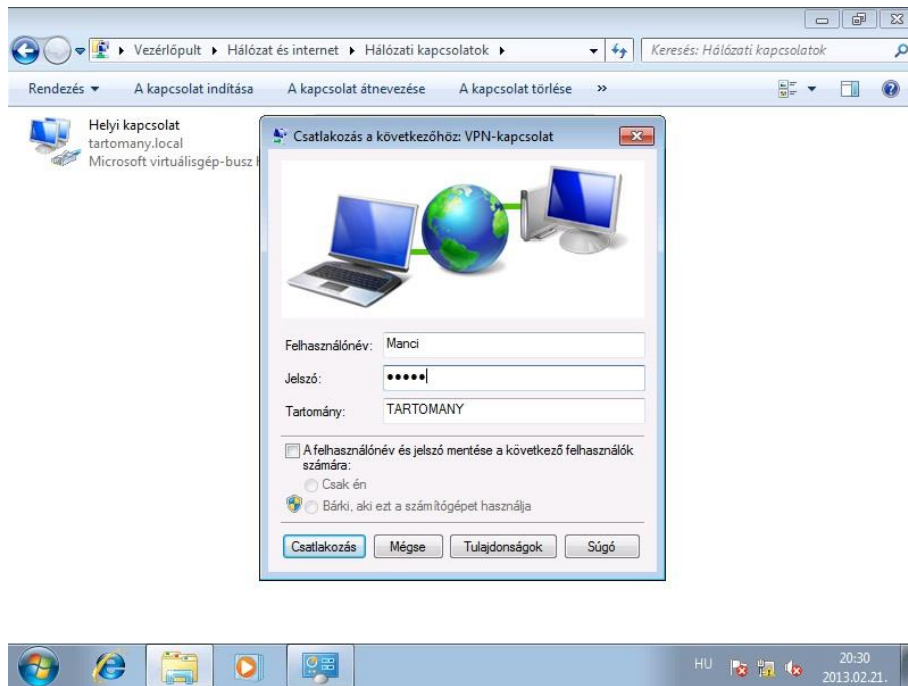 Vezérlőpult ▸ Hálózat és internet ▸ Hálózati kapcsolatok ▸
Keresés: Hálózati kapcsolatok
Rendezés A kapcsolat indítása A kapcsolat átnevezése A kapcsolat törlése »
Helyi kapcsolat
tartomany.local
Microsoft virtuálisgép-busz
Csatlakozás a következőhöz: VPN-kapcsolat
Felhasználónév: Manci
Jelszó: •••••
Tartomány: TARTOMANY
A felhasználónév és jelszó mentése a következő felhasználók
számára:
Csak én
Bárki, aki ezt a számítógépet használja
Csatlakozás Mégse Tulajdonságok Súgó
HU 20:30
2013.02.21.